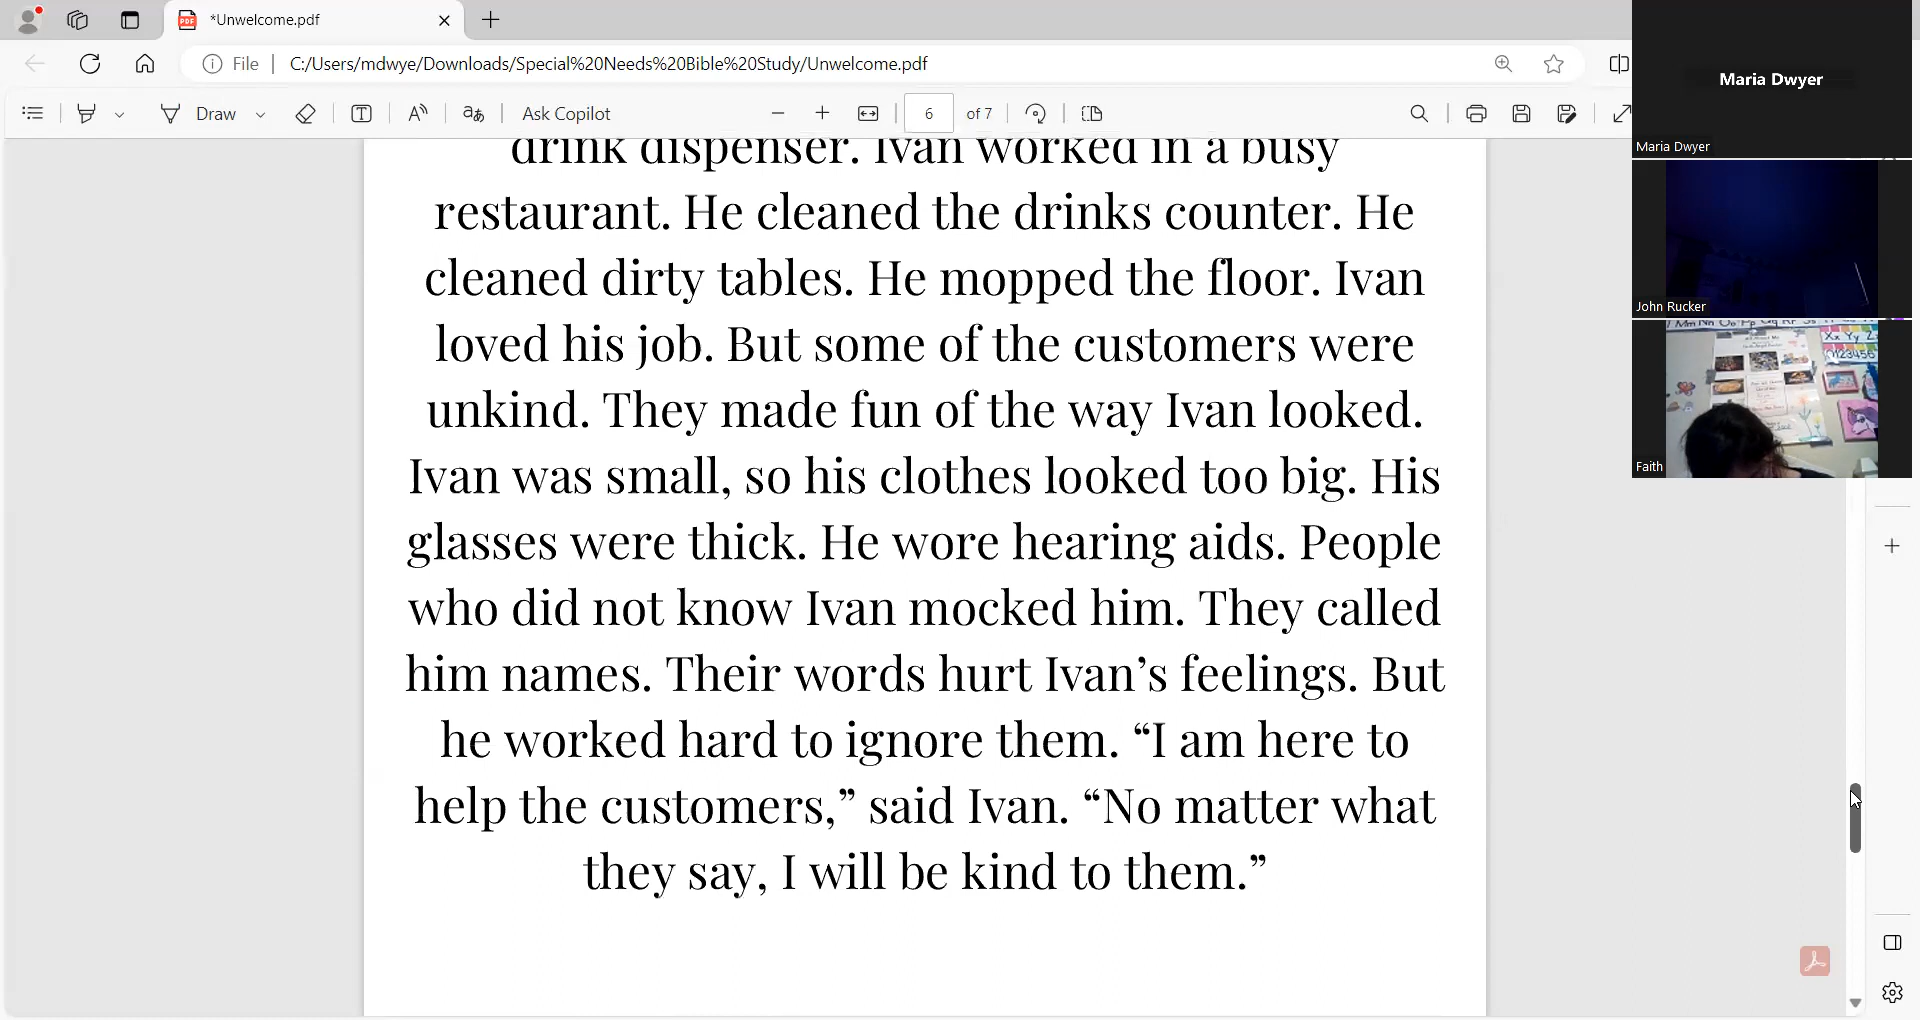 *Unwelcome.pdf
File
C:/Users/mdwye/Downloads/Special%20Needs%20Bible%20Study/Unwelcome.pdf
Draw
Ask Copilot
6 of 7
drink dispenser. Ivan worked in a busy
restaurant. He cleaned the drinks counter. He
cleaned dirty tables. He mopped the floor. Ivan
loved his job. But some of the customers were
unkind. They made fun of the way Ivan looked.
Ivan was small, so his clothes looked too big. His
glasses were thick. He wore hearing aids. People
who did not know Ivan mocked him. They called
him names. Their words hurt Ivan’s feelings. But
he worked hard to ignore them. “I am here to
help the customers,” said Ivan. “No matter what
they say, I will be kind to them.”
Maria Dwyer
Maria Dwyer
John Rucker
Xx Yy Z
123456
Faith